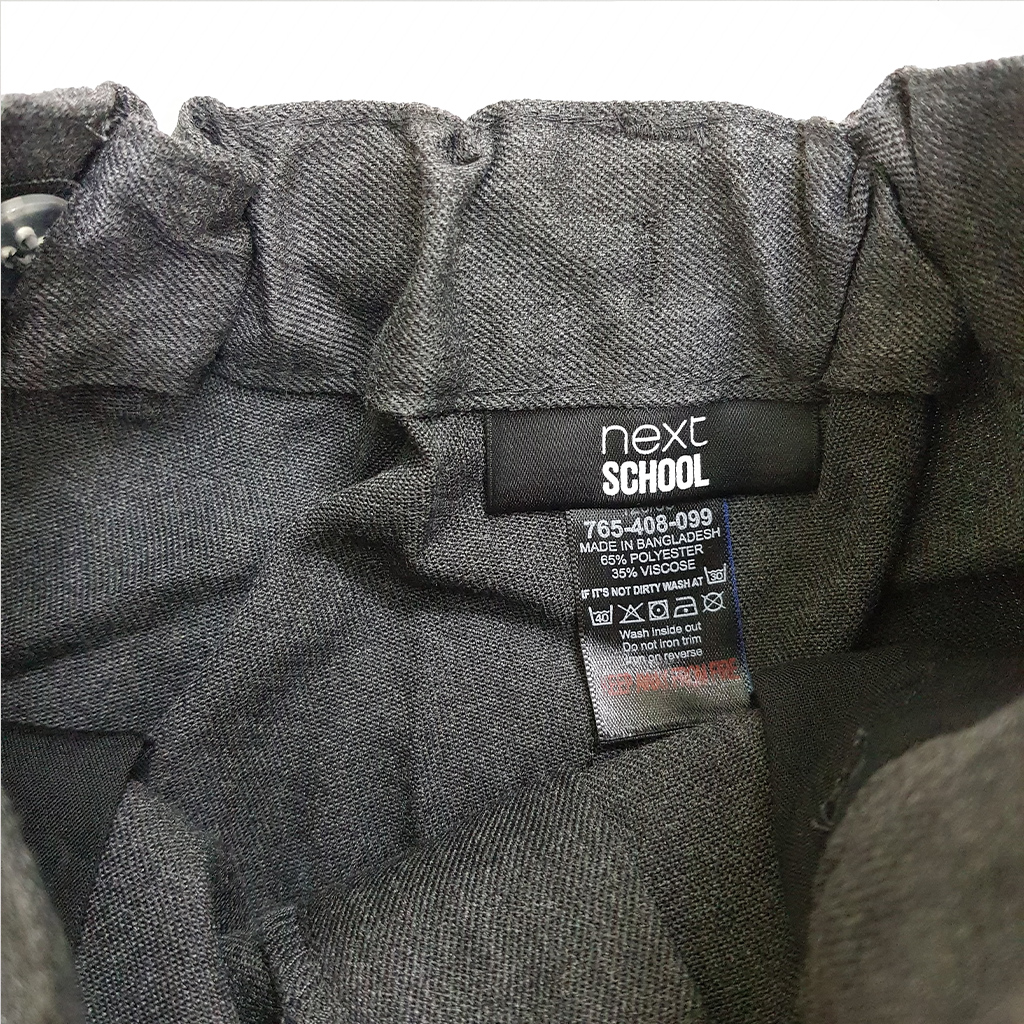 next
SCHOOL
765-408-099
MADE IN BANGLADESH
65% POLYESTER
35% VISCOSE
IF IT'S NOT DIRTY WASH AT 30
40
Wash inside out
Do not iron trim
Iron on reverse